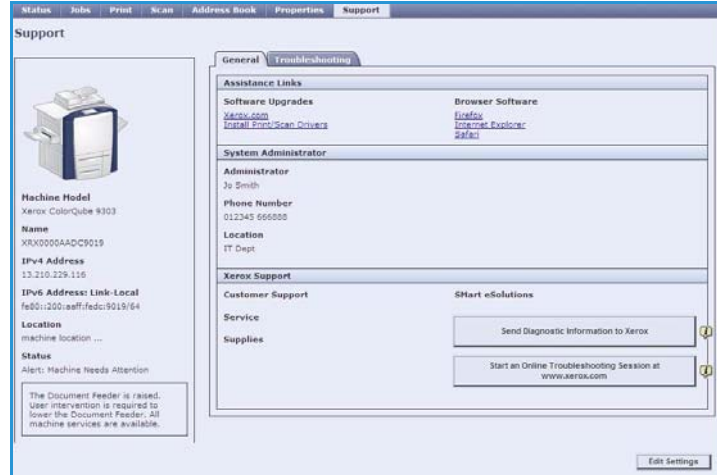 Status Jobs Print Scan Address Book Properties Support
Support
Machine Model
Xerox ColorQube 9303
Name
XRX0000AADC9019
IPv4 Address
13.210.229.116
IPv6 Address: Link-Local
fe80::200:aaff:fedc:9019/64
Location
machine location ...
Status
Alert: Machine Needs Attention
The Document Feeder is raised.
User intervention is required to
lower the Document Feeder. All
machine services are available.
General Troubleshooting
Assistance Links
Software Upgrades
Xerox.com
Install Print/Scan Drivers
Browser Software
Firefox
Internet Explorer
Safari
System Administrator
Administrator
Jo Smith
Phone Number
012345 666888
Location
IT Dept
Xerox Support
Customer Support
Service
Supplies
SMart eSolutions
Send Diagnostic Information to Xerox
Start an Online Troubleshooting Session at
www.xerox.com
Edit Settings